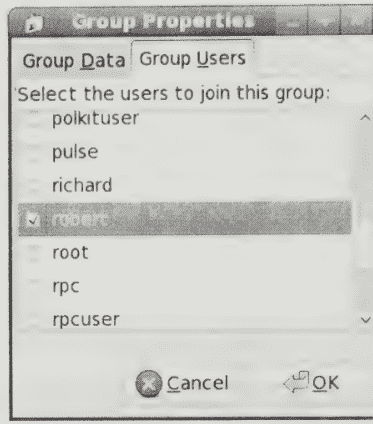 Group Properties
Group Data Group Users
Select the users to join this group:
polkituser
pulse
richard
robert
root
rpc
rpcuser
Cancel OK